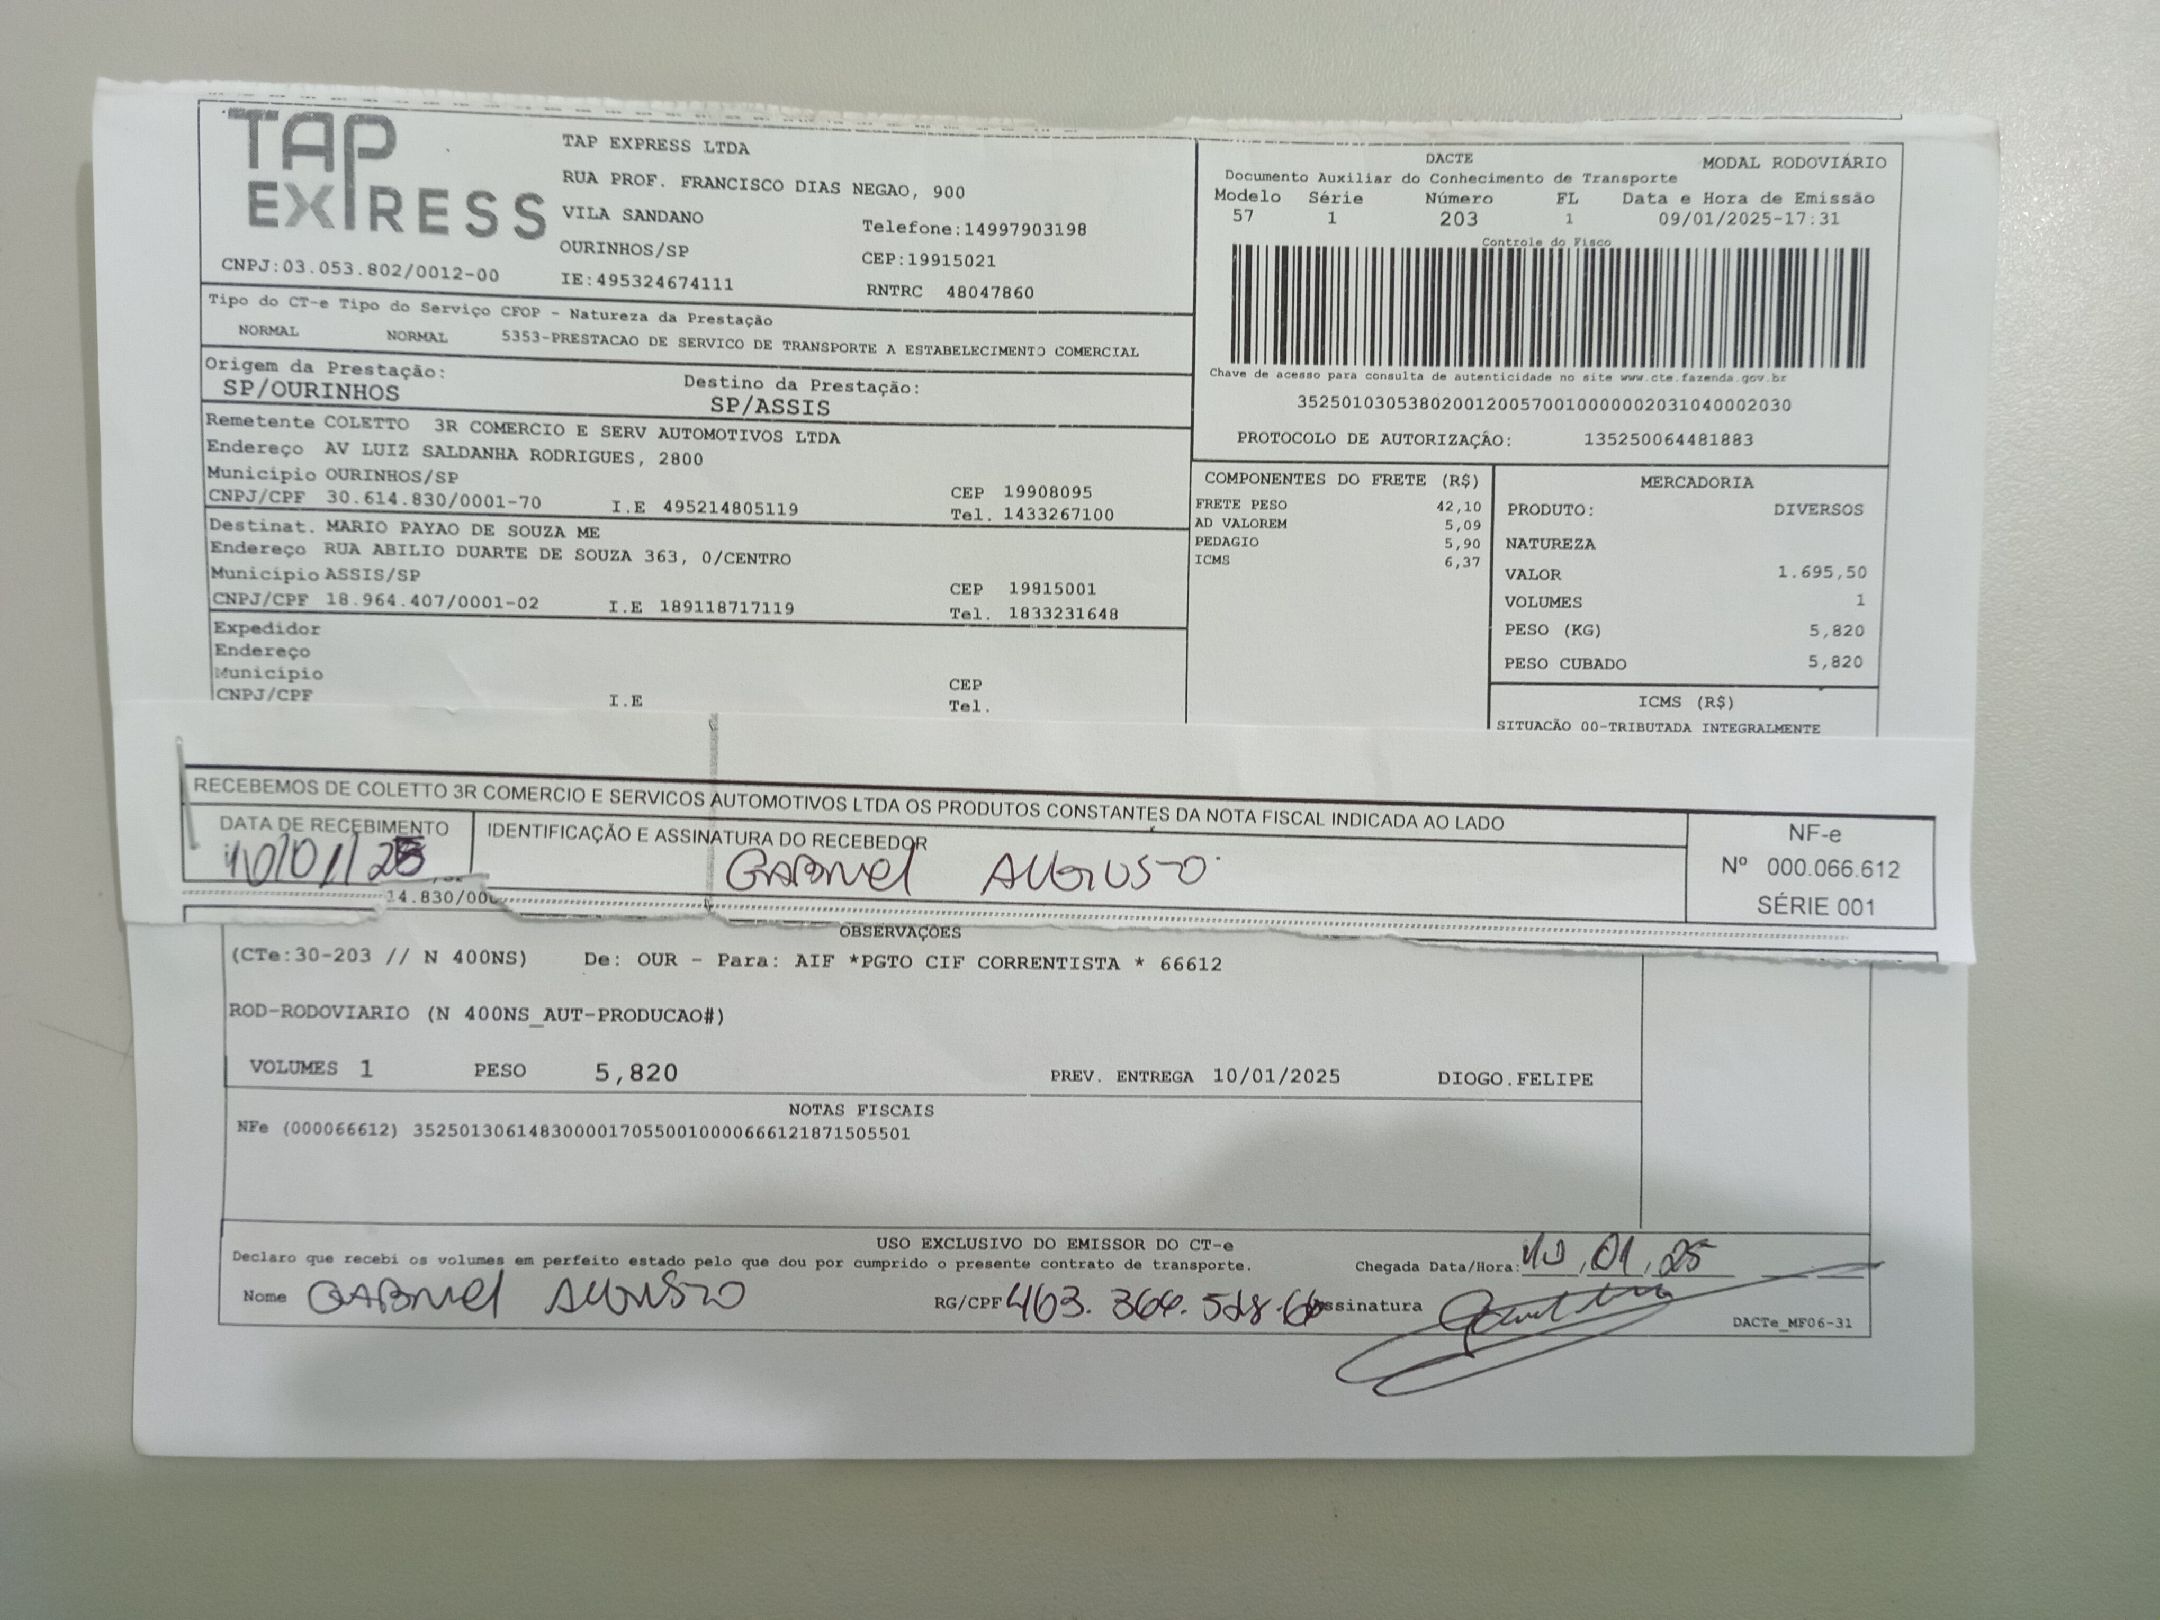 TAP EXPRESS
TAP EXPRESS LTDA
RUA PROF. FRANCISCO DIAS NEGAO, 900
VILA SANDANO
Telefone:14997903198
OURINHOS/SP
CEP:19915021
CNPJ:03.053.802/0012-00
IE:495324674111
RNTRC 48047860
DACTE
MODAL RODOVIÁRIO
Documento Auxiliar do Conhecimento de Transporte
Modelo Série Número FL Data e Hora de Emissão
57 1 203 1 09/01/2025-17:31
Controle do Fisco
Chave de acesso para consulta de autenticidade no site www.cte.fazenda.gov.br
35250103053802001200570010000002031040002030
PROTOCOLO DE AUTORIZAÇÃO: 135250064481883
Tipo do CT-e Tipo do Serviço CFOP - Natureza da Prestação
NORMAL NORMAL 5353-PRESTACAO DE SERVICO DE TRANSPORTE A ESTABELECIMENTO COMERCIAL
Origem da Prestação: Destino da Prestação:
SP/OURINHOS SP/ASSIS
Remetente COLETTO 3R COMERCIO E SERV AUTOMOTIVOS LTDA
Endereço AV LUIZ SALDANHA RODRIGUES, 2800
Município OURINHOS/SP CEP 19908095
CNPJ/CPF 30.614.830/0001-70 I.E 495214805119 Tel. 1433267100
Destinat. MARIO PAYAO DE SOUZA ME
Endereço RUA ABILIO DUARTE DE SOUZA 363, 0/CENTRO
Município ASSIS/SP CEP 19815001
CNPJ/CPF 18.964.407/0001-02 I.E 189118717119 Tel. 1833231648
Expedidor
Endereço
Município CEP
CNPJ/CPF I.E Tel.
COMPONENTES DO FRETE (R$)
FRETE PESO 42,10
AD VALOREM 5,09
PEDAGIO 5,90
ICMS 6,37
MERCADORIA
PRODUTO: DIVERSOS
NATUREZA
VALOR 1.695,50
VOLUMES 1
PESO (KG) 5,820
PESO CUBADO 5,820
ICMS (R$)
SITUACÃO 00-TRIBUTADA INTEGRALMENTE
RECEBEMOS DE COLETTO 3R COMERCIO E SERVICOS AUTOMOTIVOS LTDA OS PRODUTOS CONSTANTES DA NOTA FISCAL INDICADA AO LADO
DATA DE RECEBIMENTO IDENTIFICAÇÃO E ASSINATURA DO RECEBEDOR
10/01/25 GABRIEL AUGUSTO
NF-e
Nº 000.066.612
SÉRIE 001
14.830/00
OBSERVAÇÕES
(CTe:30-203 // N 400NS) De: OUR - Para: AIF *PGTO CIF CORRENTISTA * 66612
ROD-RODOVIARIO (N 400NS_AUT-PRODUCAO#)
VOLUMES 1 PESO 5,820 PREV. ENTREGA 10/01/2025 DIOGO.FELIPE
NOTAS FISCAIS
NFe (000066612) 35250130614830000170550010000666121871505501
USO EXCLUSIVO DO EMISSOR DO CT-e
Declaro que recebi os volumes em perfeito estado pelo que dou por cumprido o presente contrato de transporte. Chegada Data/Hora: 10, 01, 25
Nome GABRIEL AUGUSTO RG/CPF Assinatura
DACTe_MF06-31